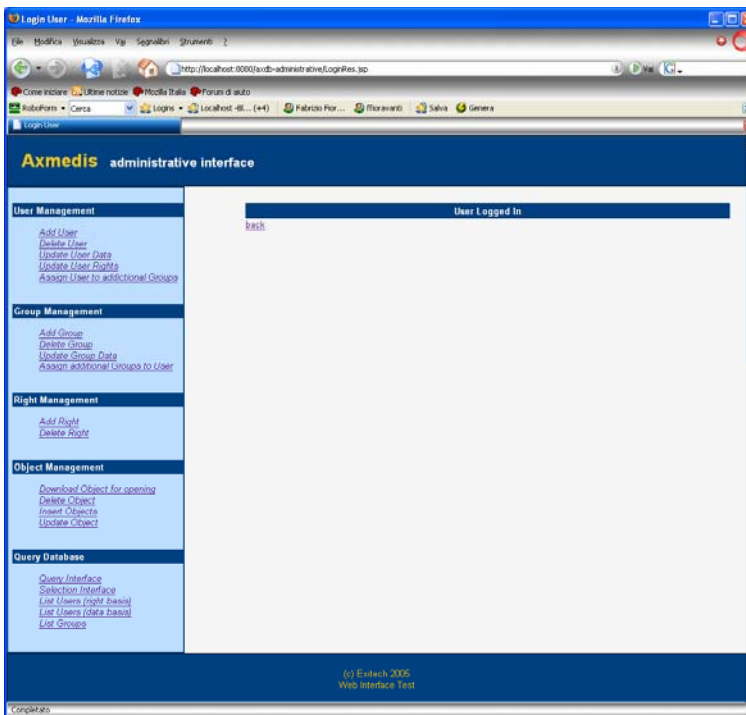 Login User - Mozilla Firefox
File Modifica Visualizza Vai Segnalibri Strumenti ?
http://localhost:8080/axdb-administrative/LoginRes.jsp
Vai
Come iniziare Ultime notizie Mozilla Italia Forum di aiuto
RoboForm Cerca Logins Localhost -8l... (+4) Fabrizio Fior... ffioravanti Salva Genera
Login User
Axmedis administrative interface
User Management
Add User
Delete User
Update User Data
Update User Rights
Assign User to addictional Groups
Group Management
Add Group
Delete Group
Update Group Data
Assign additional Groups to User
Right Management
Add Right
Delete Right
Object Management
Download Object for opening
Delete Object
Insert Objects
Update Object
Query Database
Query Interface
Selection Interface
List Users (right basis)
List Users (data basis)
List Groups
User Logged In
back
(c) Exitech 2005
Web Interface Test
Completato